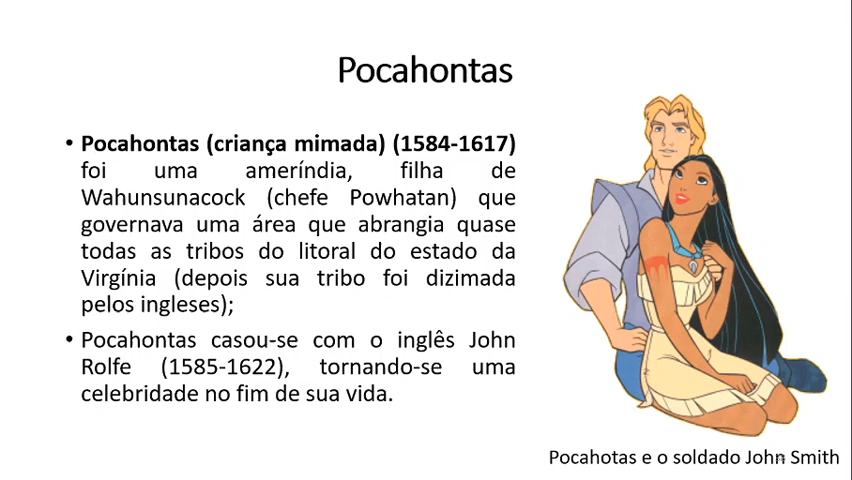 Pocahontas
• Pocahontas (criança mimada) (1584-1617)
foi uma ameríndia, filha de
Wahunsunacock (chefe Powhatan) que
governava uma área que abrangia quase
todas as tribos do litoral do estado da
Virgínia (depois sua tribo foi dizimada
pelos ingleses);
• Pocahontas casou-se com o inglês John
Rolfe (1585-1622), tornando-se uma
celebridade no fim de sua vida.
Pocahotas e o soldado John Smith